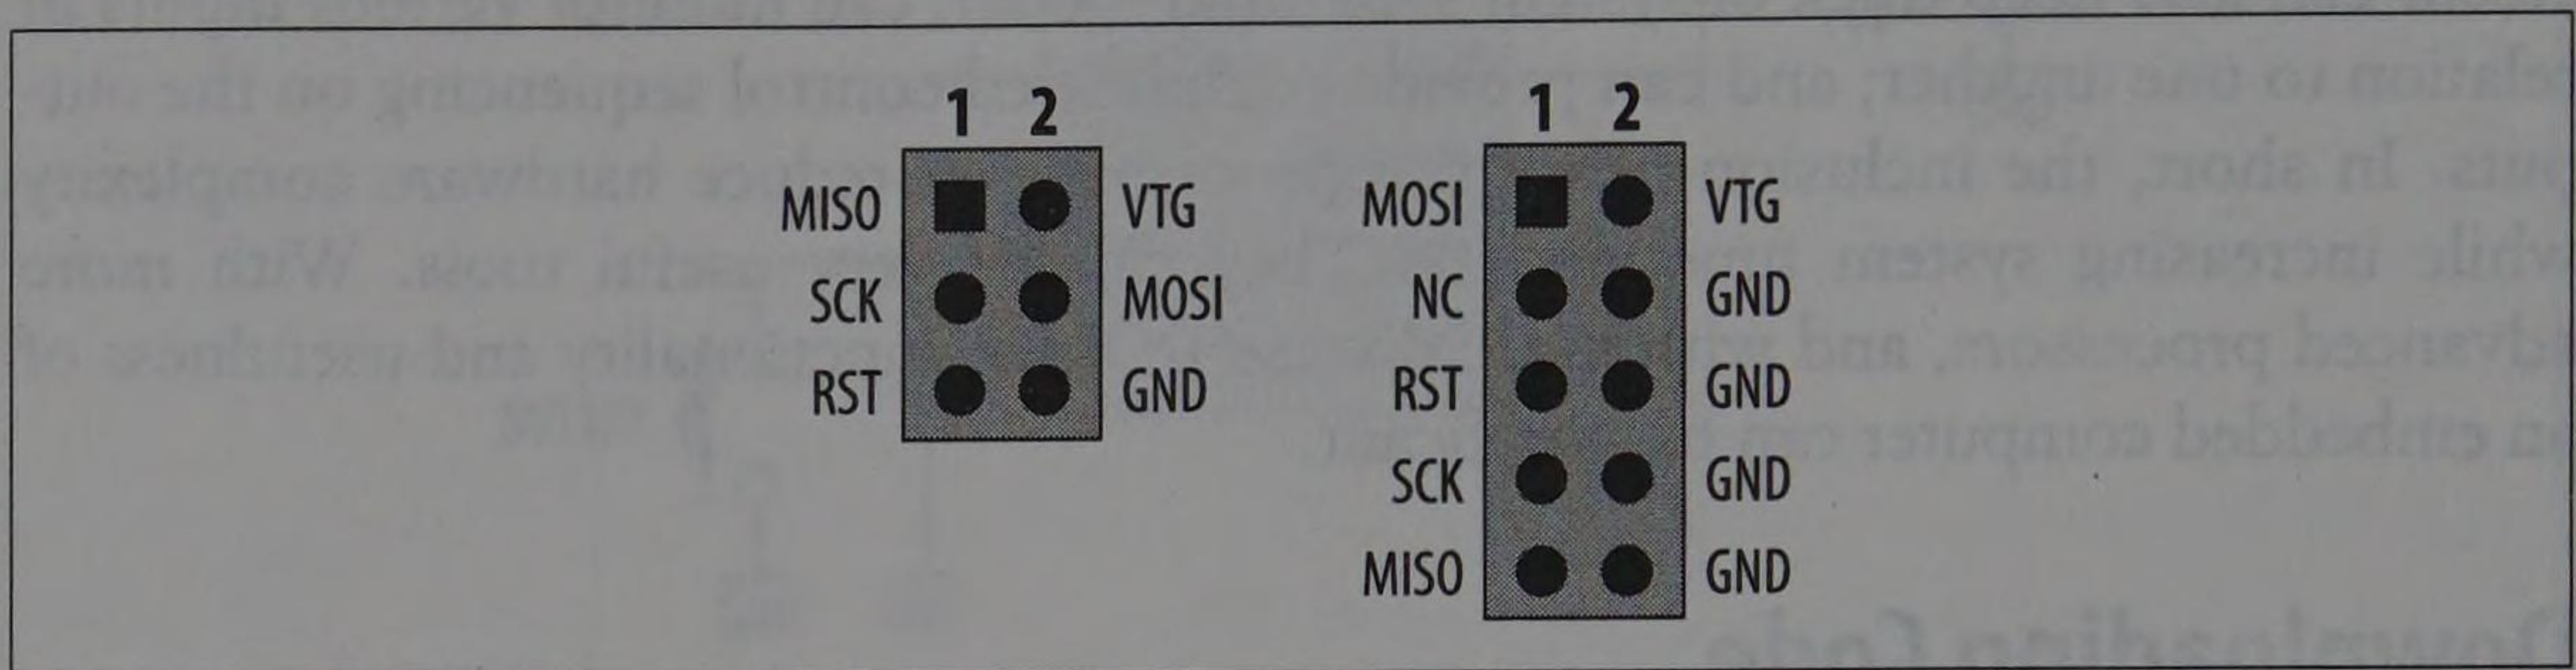 1 2
MISO VTG
SCK MOSI
RST GND
1 2
MOSI VTG
NC GND
RST GND
SCK GND
MISO GND